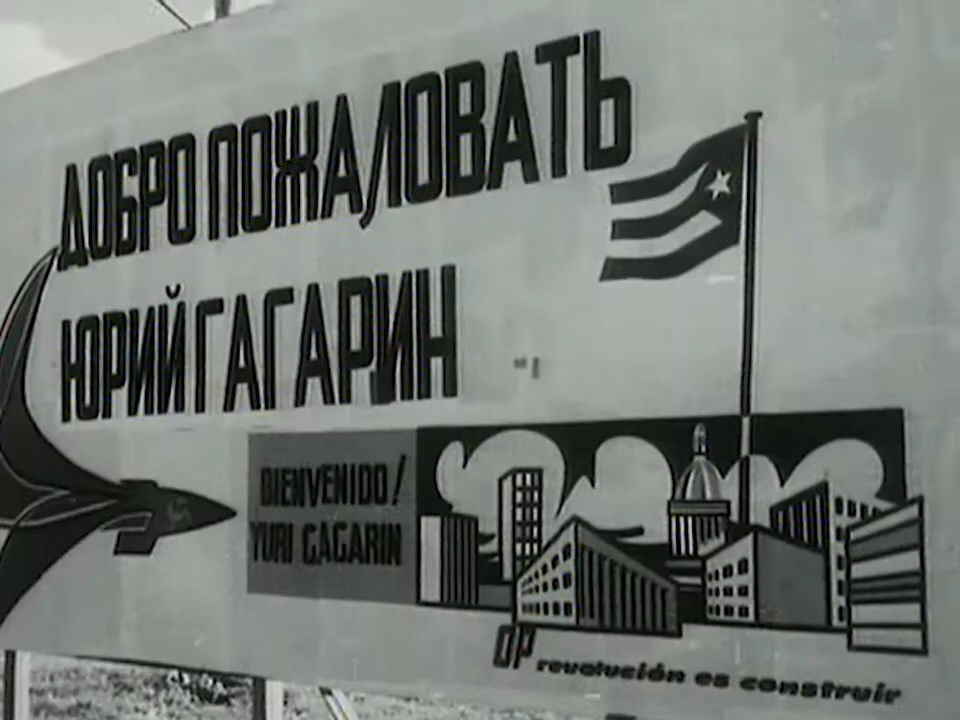 ДОБРО ПОЖАЛОВАТЬ
ЮРИЙ ГАГАРИН
BIENVENIDO!
YURI GAGARIN
OP revolución es construir